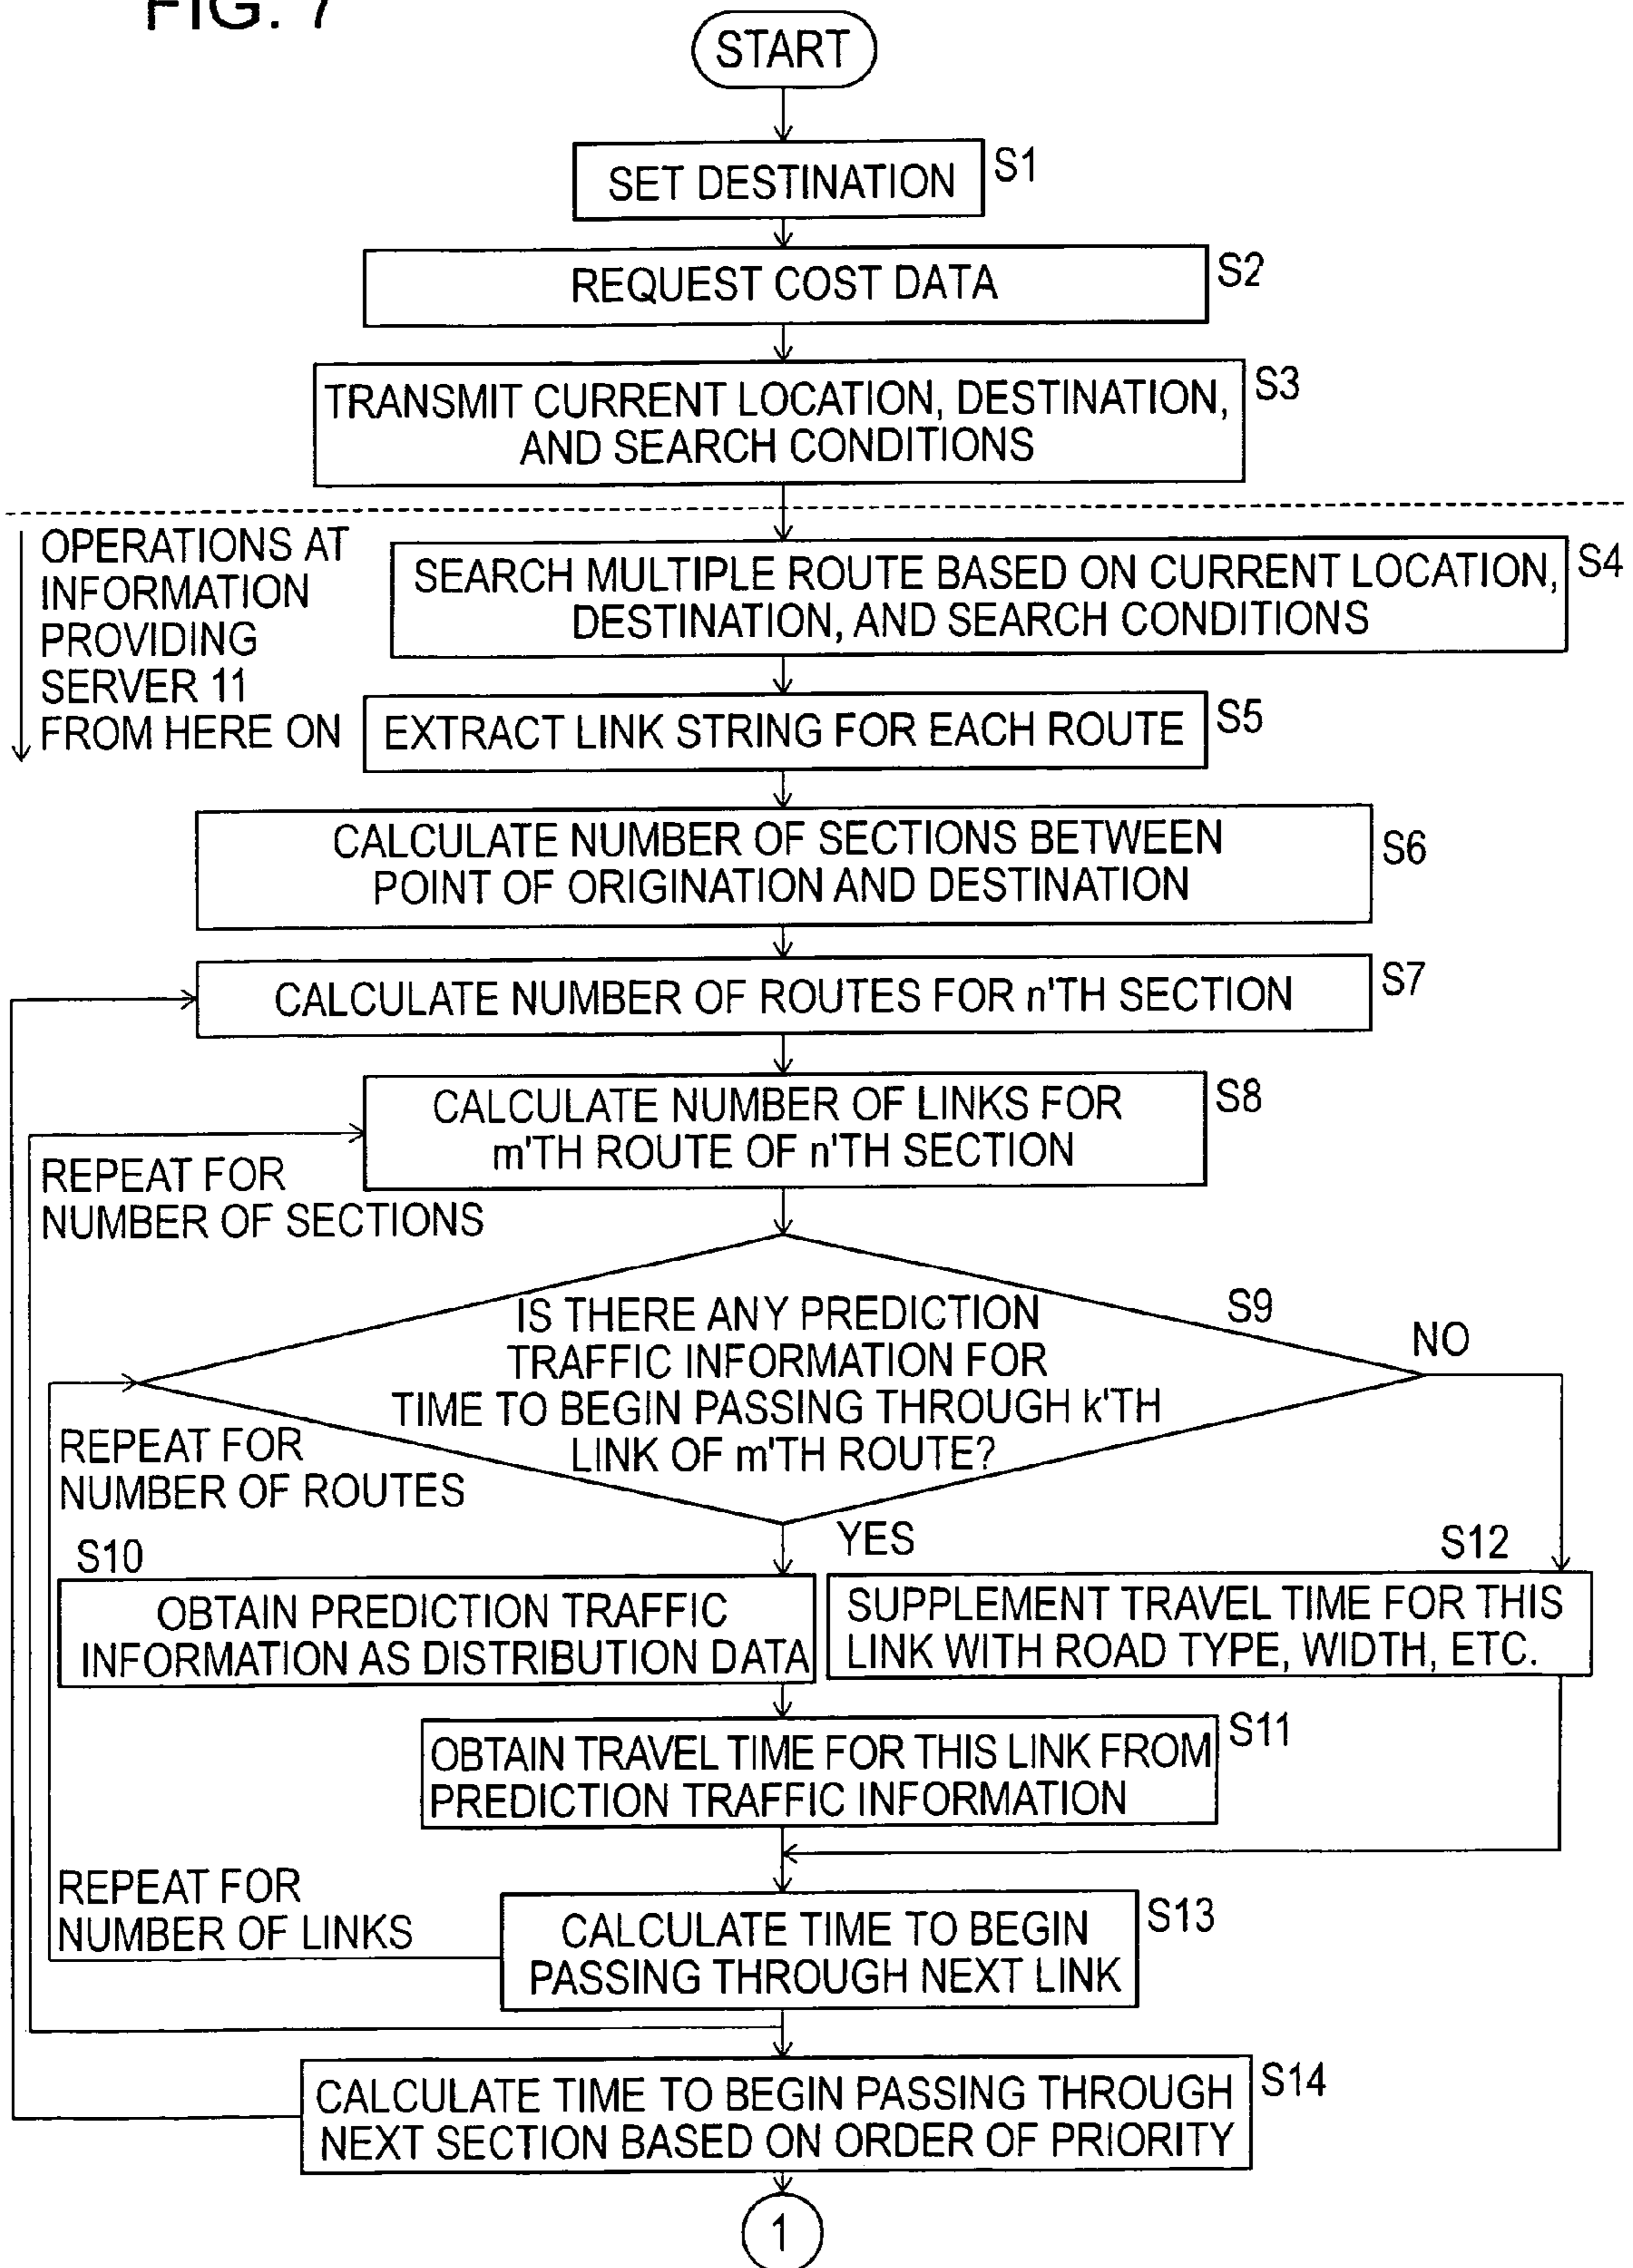 FIG. 7
START
SET DESTINATION
S1
REQUEST COST DATA
S2
TRANSMIT CURRENT LOCATION, DESTINATION,
AND SEARCH CONDITIONS
S3
OPERATIONS AT
INFORMATION
PROVIDING
SERVER 11
FROM HERE ON
SEARCH MULTIPLE ROUTE BASED ON CURRENT LOCATION,
DESTINATION, AND SEARCH CONDITIONS
S4
EXTRACT LINK STRING FOR EACH ROUTE
S5
CALCULATE NUMBER OF SECTIONS BETWEEN
POINT OF ORIGINATION AND DESTINATION
S6
CALCULATE NUMBER OF ROUTES FOR n'TH SECTION
S7
CALCULATE NUMBER OF LINKS FOR
m'TH ROUTE OF n'TH SECTION
S8
REPEAT FOR
NUMBER OF SECTIONS
IS THERE ANY PREDICTION
TRAFFIC INFORMATION FOR
TIME TO BEGIN PASSING THROUGH k'TH
LINK OF m'TH ROUTE?
S9
NO
REPEAT FOR
NUMBER OF ROUTES
YES
S10
OBTAIN PREDICTION TRAFFIC
INFORMATION AS DISTRIBUTION DATA
S12
SUPPLEMENT TRAVEL TIME FOR THIS
LINK WITH ROAD TYPE, WIDTH, ETC.
OBTAIN TRAVEL TIME FOR THIS LINK FROM
PREDICTION TRAFFIC INFORMATION
S11
REPEAT FOR
NUMBER OF LINKS
CALCULATE TIME TO BEGIN
PASSING THROUGH NEXT LINK
S13
CALCULATE TIME TO BEGIN PASSING THROUGH
NEXT SECTION BASED ON ORDER OF PRIORITY
S14
1